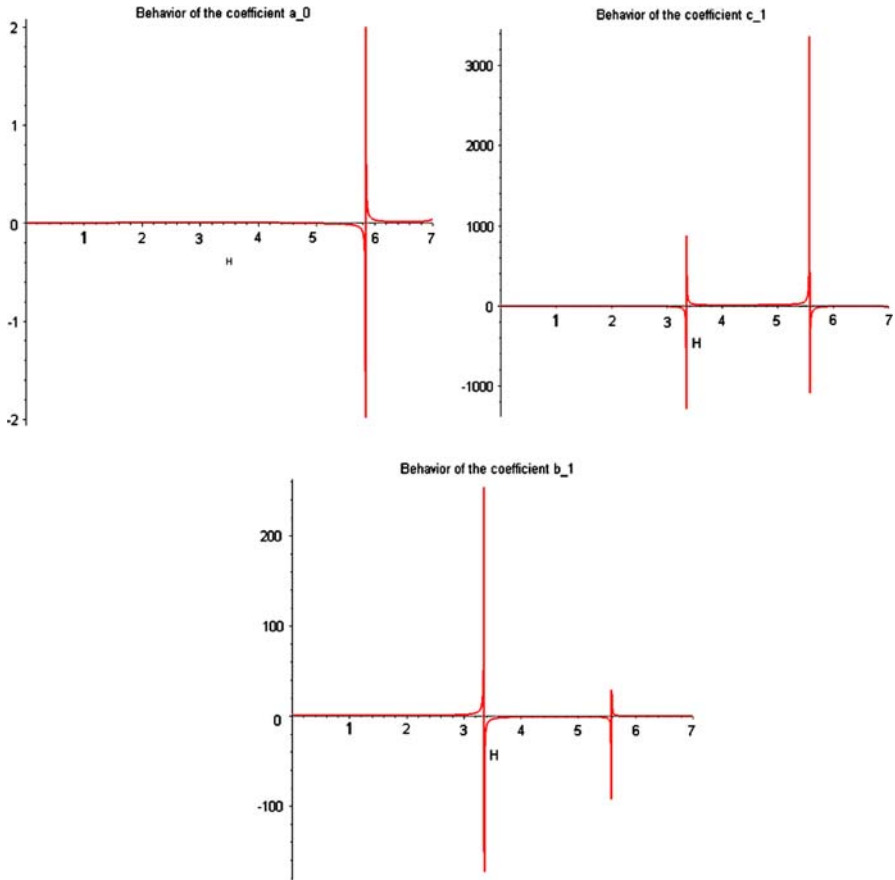 Behavior of the coefficient a_0
2
1
0
-1
-2
1 2 3 4 5 6 7
H
Behavior of the coefficient c_1
3000
2000
1000
0
-1000
1 2 3 4 5 6 7
H
Behavior of the coefficient b_1
200
100
0
-100
1 2 3 4 5 6 7
H